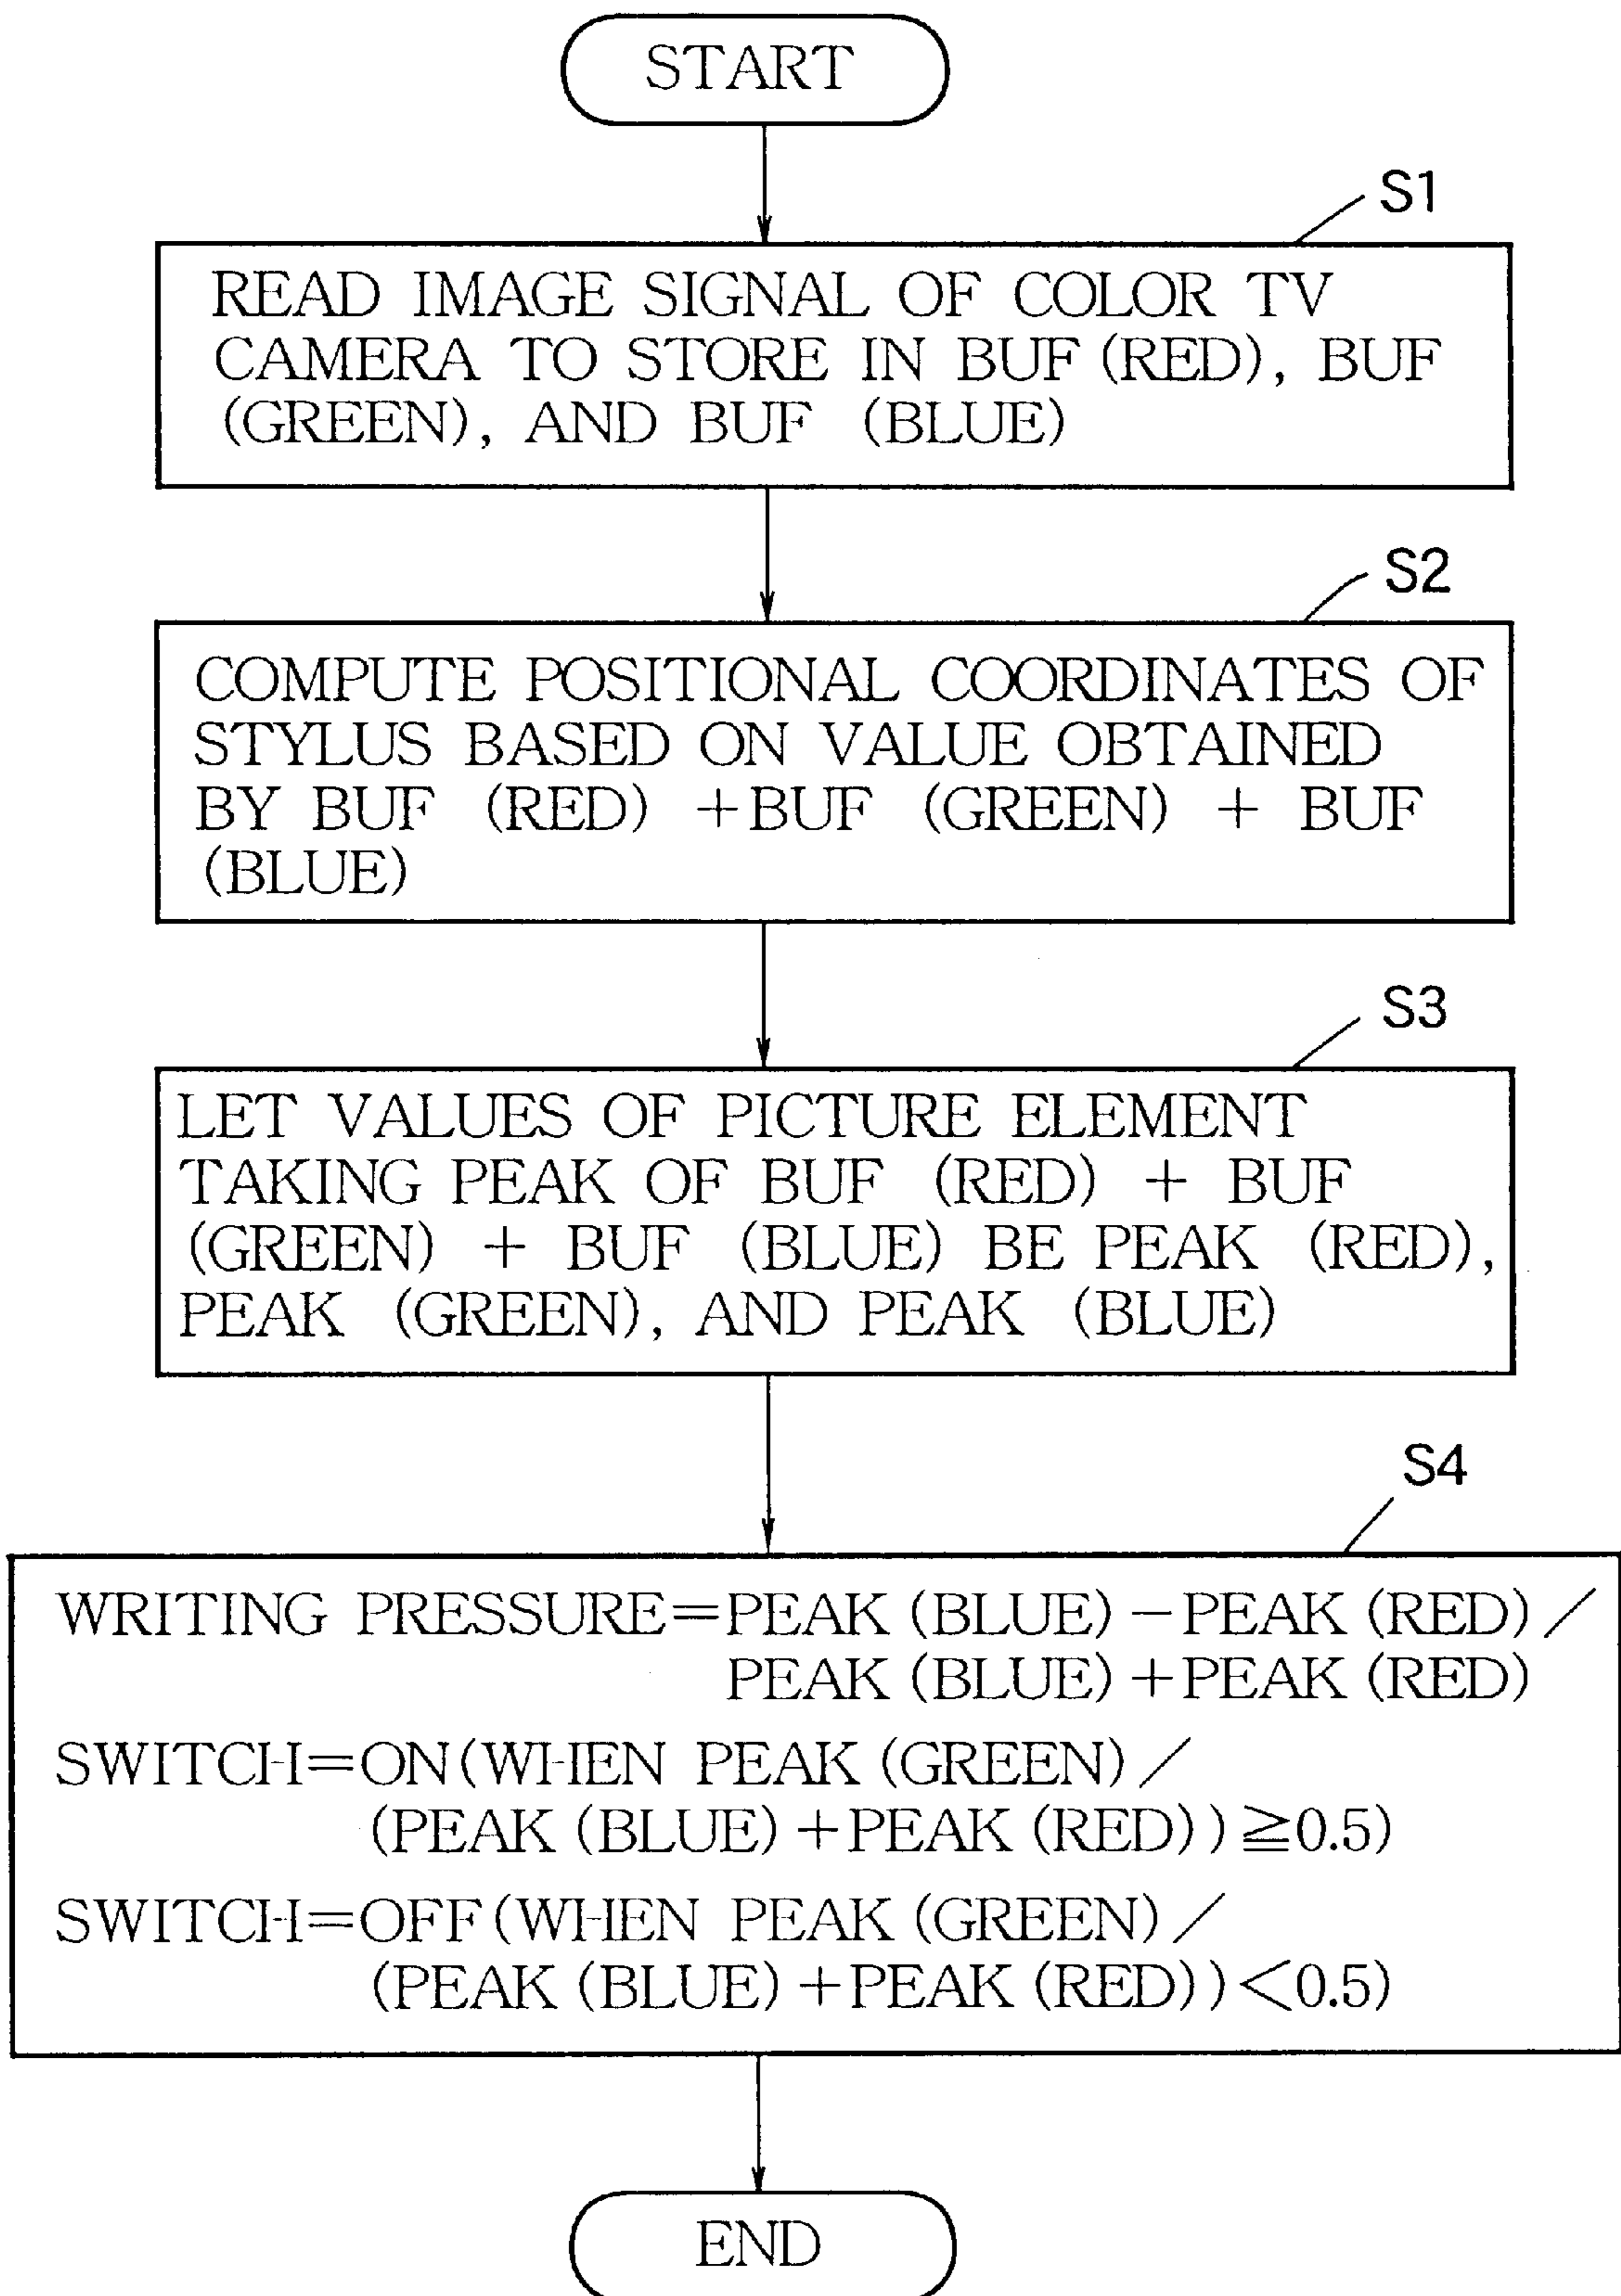 START
S1
READ IMAGE SIGNAL OF COLOR TV
CAMERA TO STORE IN BUF (RED), BUF
(GREEN), AND BUF (BLUE)
S2
COMPUTE POSITIONAL COORDINATES OF
STYLUS BASED ON VALUE OBTAINED
BY BUF (RED) +BUF (GREEN) + BUF
(BLUE)
S3
LET VALUES OF PICTURE ELEMENT
TAKING PEAK OF BUF (RED) + BUF
(GREEN) + BUF (BLUE) BE PEAK (RED),
PEAK (GREEN), AND PEAK (BLUE)
S4
WRITING PRESSURE=PEAK (BLUE) −PEAK (RED) ／
PEAK (BLUE) +PEAK (RED)
SWITCH=ON(WHEN PEAK (GREEN) ／
(PEAK (BLUE) +PEAK (RED)) ≧0.5)
SWITCH=OFF(WHEN PEAK (GREEN) ／
(PEAK (BLUE) +PEAK (RED)) <0.5)
END